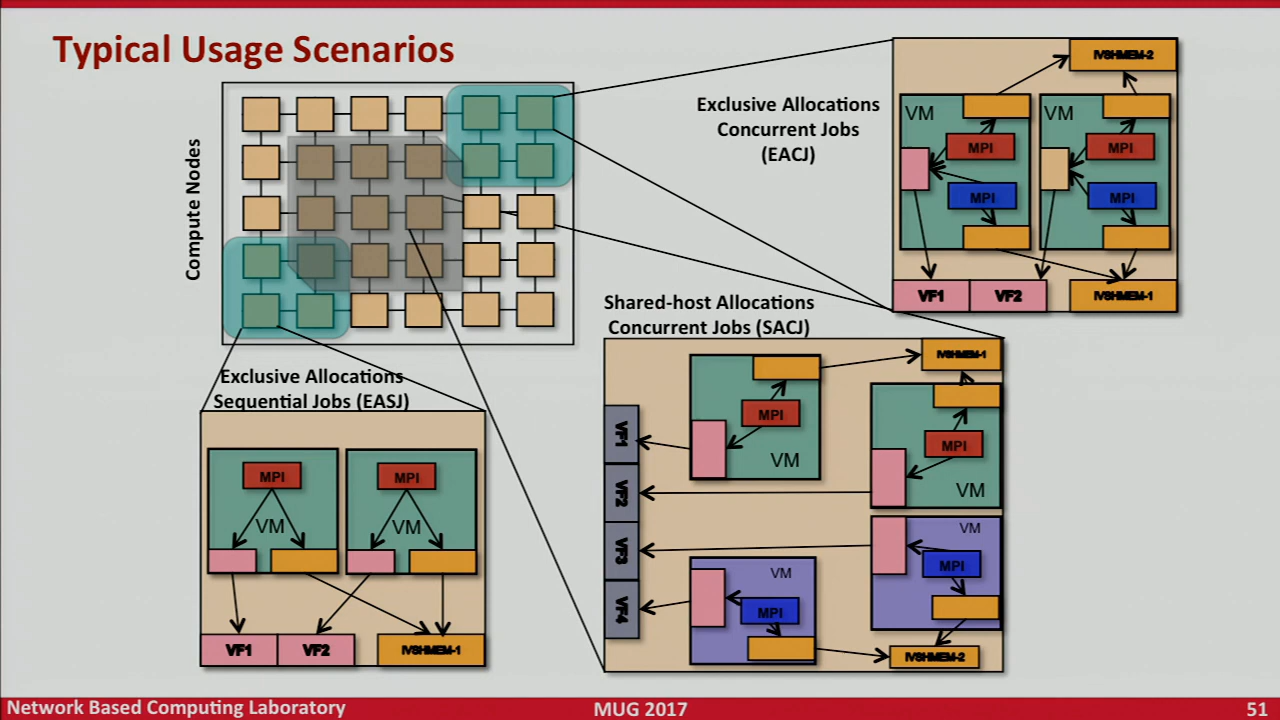 Typical Usage Scenarios
Compute Nodes
Exclusive Allocations
Concurrent Jobs
(EACJ)
IVSHMEM-2
VM
VM
MPI
MPI
MPI
MPI
VF1
VF2
IVSHMEM-1
Shared-host Allocations
Concurrent Jobs (SACJ)
IVSHMEM-1
MPI
VM
MPI
VM
VF1
VF2
VF3
VF4
VM
MPI
VM
MPI
IVSHMEM-2
Exclusive Allocations
Sequential Jobs (EASJ)
MPI
MPI
VM
VM
VF1
VF2
IVSHMEM-1
Network Based Computing Laboratory
MUG 2017
51